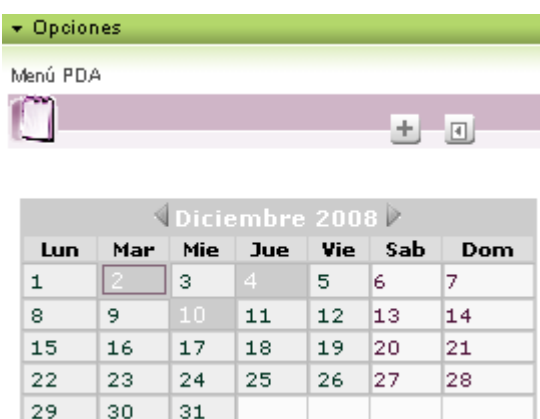 Opciones
Menú PDA
Diciembre 2008
Lun Mar Mie Jue Vie Sab Dom
1 2 3 4 5 6 7
8 9 10 11 12 13 14
15 16 17 18 19 20 21
22 23 24 25 26 27 28
29 30 31